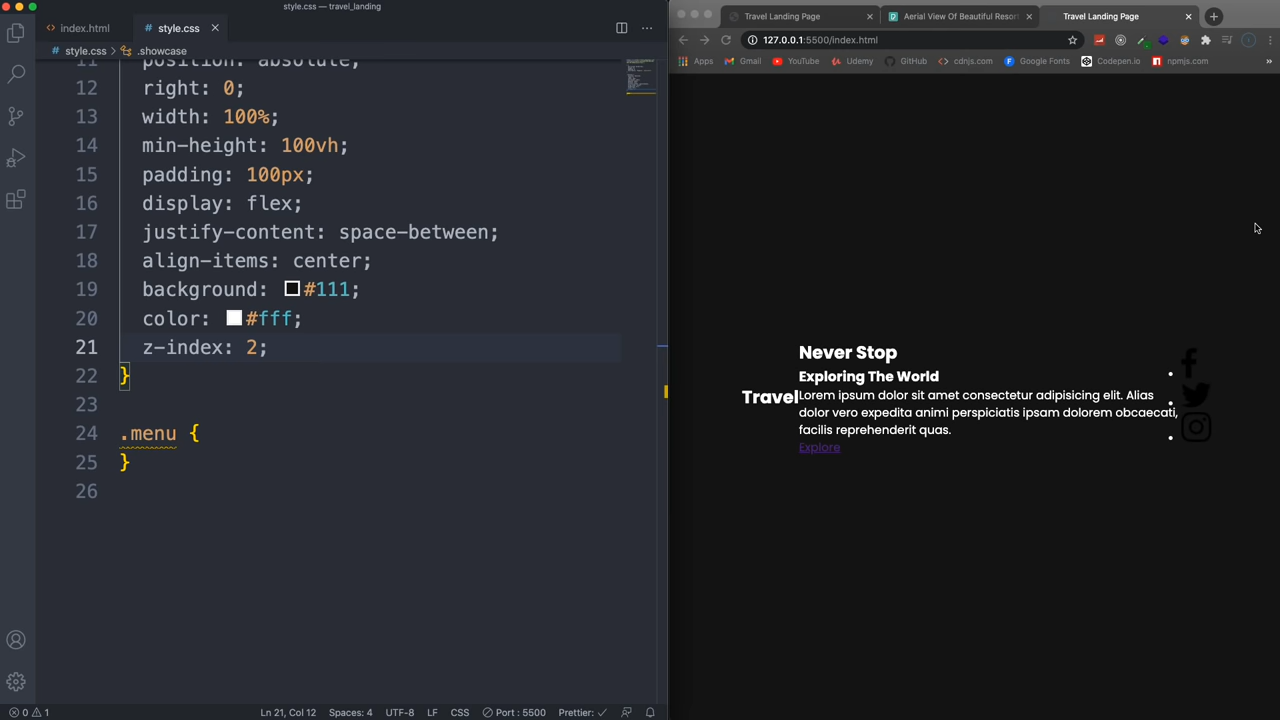 style.css — travel_landing
index.html
# style.css
# style.css > .showcase
11 position: absolute;
12 right: 0;
13 width: 100%;
14 min-height: 100vh;
15 padding: 100px;
16 display: flex;
17 justify-content: space-between;
18 align-items: center;
19 background: #111;
20 color: #fff;
21 z-index: 2;
22 }
23
24 .menu {
25 }
26
0 1
Ln 21, Col 12
Spaces: 4
UTF-8
LF
CSS
Port : 5500
Prettier: ✓
Travel Landing Page
Aerial View Of Beautiful Resort
Travel Landing Page
127.0.0.1:5500/index.html
Apps
Gmail
YouTube
Udemy
GitHub
cdnjs.com
Google Fonts
Codepen.io
npmjs.com
»
Never Stop
Exploring The World
Travel
Lorem ipsum dolor sit amet consectetur adipisicing elit. Alias
dolor vero expedita animi perspiciatis ipsam dolorem obcaecati,
facilis reprehenderit quas.
Explore